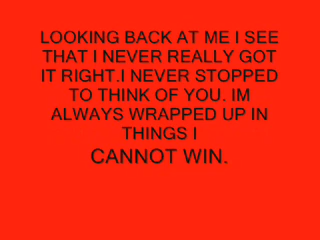 LOOKING BACK AT ME I SEE
THAT I NEVER REALLY GOT
IT RIGHT.I NEVER STOPPED
TO THINK OF YOU. IM
ALWAYS WRAPPED UP IN
THINGS I
CANNOT WIN.